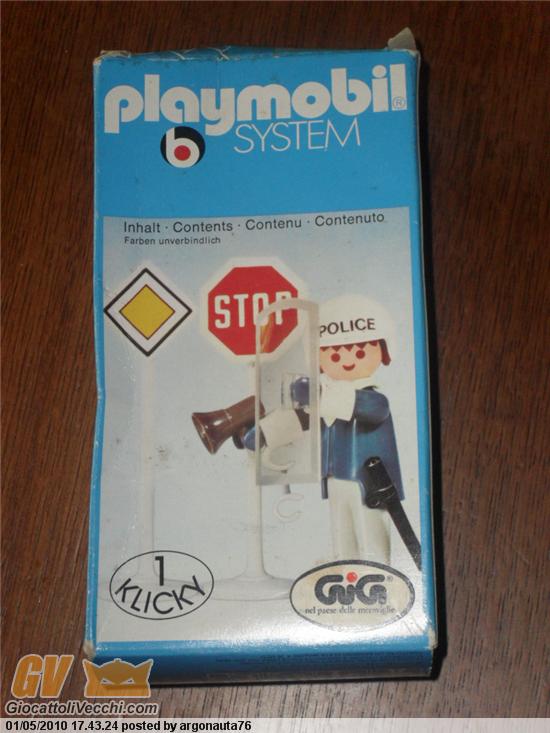 playmobil®
SYSTEM
Inhalt · Contents · Contenu · Contenuto
Farben unverbindlich
STOP
POLICE
1
KLICKY
GiG
nel paese delle meraviglie
GV
GiocattoliVecchi.com
01/05/2010 17.43.24 posted by argonauta76